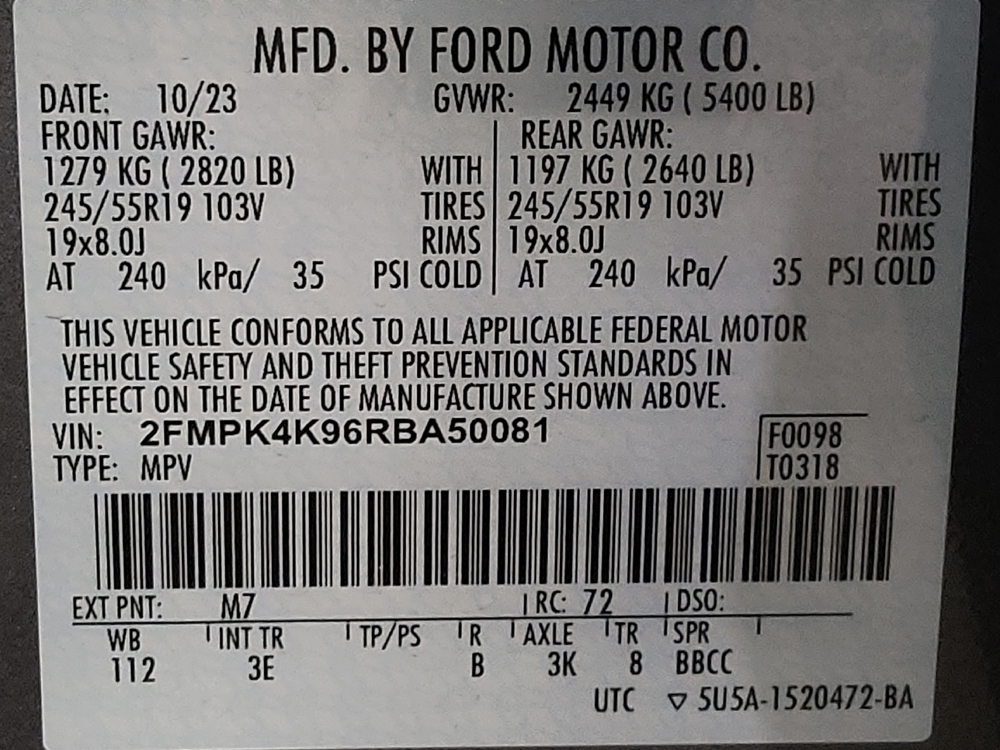 MFD. BY FORD MOTOR CO.
DATE: 10/23 GVWR: 2449 KG ( 5400 LB)
FRONT GAWR: REAR GAWR:
1279 KG ( 2820 LB) WITH 1197 KG ( 2640 LB) WITH
245/55R19 103V TIRES 245/55R19 103V TIRES
19x8.0J RIMS 19x8.0J RIMS
AT 240 kPa/ 35 PSI COLD AT 240 kPa/ 35 PSI COLD
THIS VEHICLE CONFORMS TO ALL APPLICABLE FEDERAL MOTOR
VEHICLE SAFETY AND THEFT PREVENTION STANDARDS IN
EFFECT ON THE DATE OF MANUFACTURE SHOWN ABOVE.
VIN: 2FMPK4K96RBA50081 F0098
TYPE: MPV T0318
EXT PNT: M7 RC: 72 DSO:
WB INT TR TP/PS R AXLE TR SPR
112 3E B 3K 8 BBCC
UTC ▽ 5U5A-1520472-BA